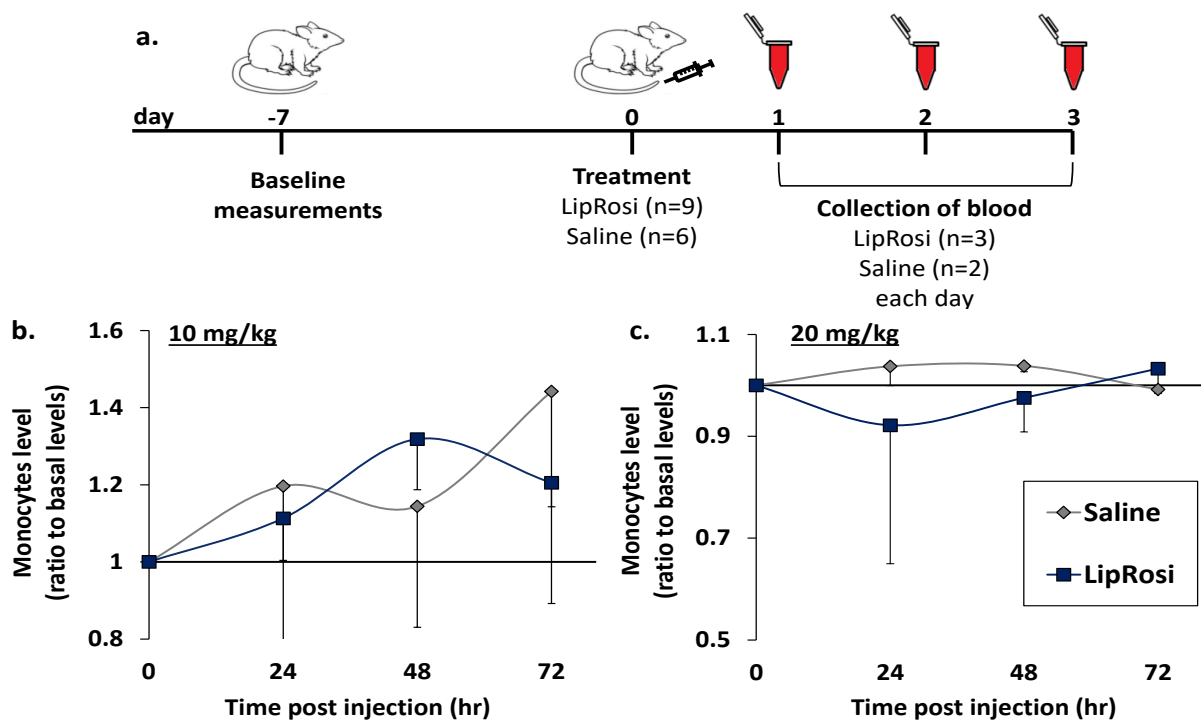 a.
day
-7
0
1
2
3
Baseline
measurements
Treatment
LipRosi (n=9)
Saline (n=6)
Collection of blood
LipRosi (n=3)
Saline (n=2)
each day
b.
10 mg/kg
1.6
1.4
1.2
1
0.8
Monocytes level
(ratio to basal levels)
0
24
48
72
Time post injection (hr)
c.
20 mg/kg
1.1
0.9
0.7
0.5
Monocytes level
(ratio to basal levels)
Saline
LipRosi
0
24
48
72
Time post injection (hr)